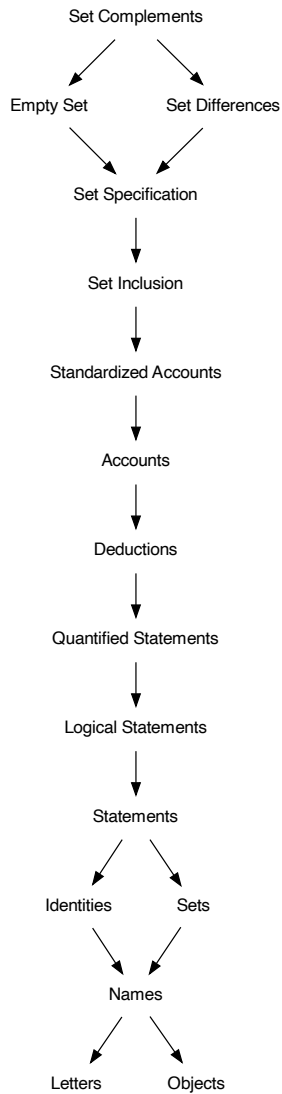 Set Complements
Empty Set
Set Differences
Set Specification
Set Inclusion
Standardized Accounts
Accounts
Deductions
Quantified Statements
Logical Statements
Statements
Identities
Sets
Names
Letters
Objects